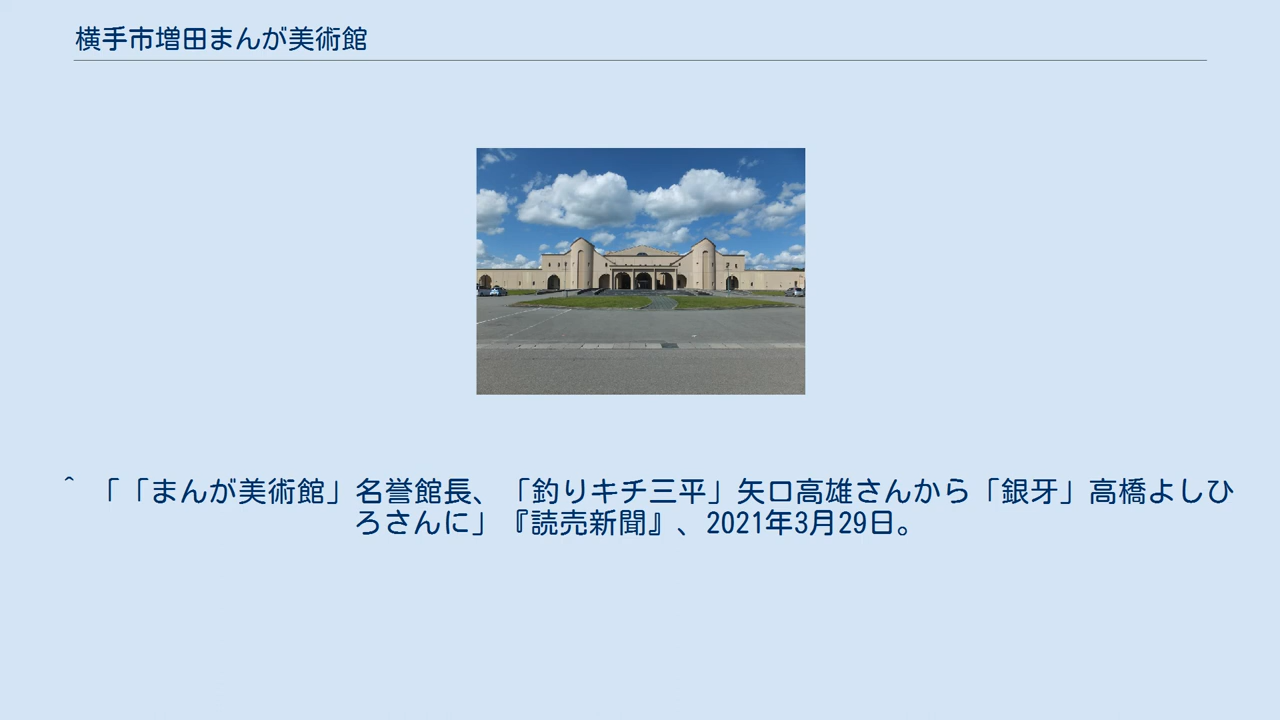 横手市増田まんが美術館
^ 「「まんが美術館」名誉館長、「釣りキチ三平」矢口高雄さんから「銀牙」高橋よしひ
ろさんに」『読売新聞』、2021年3月29日。